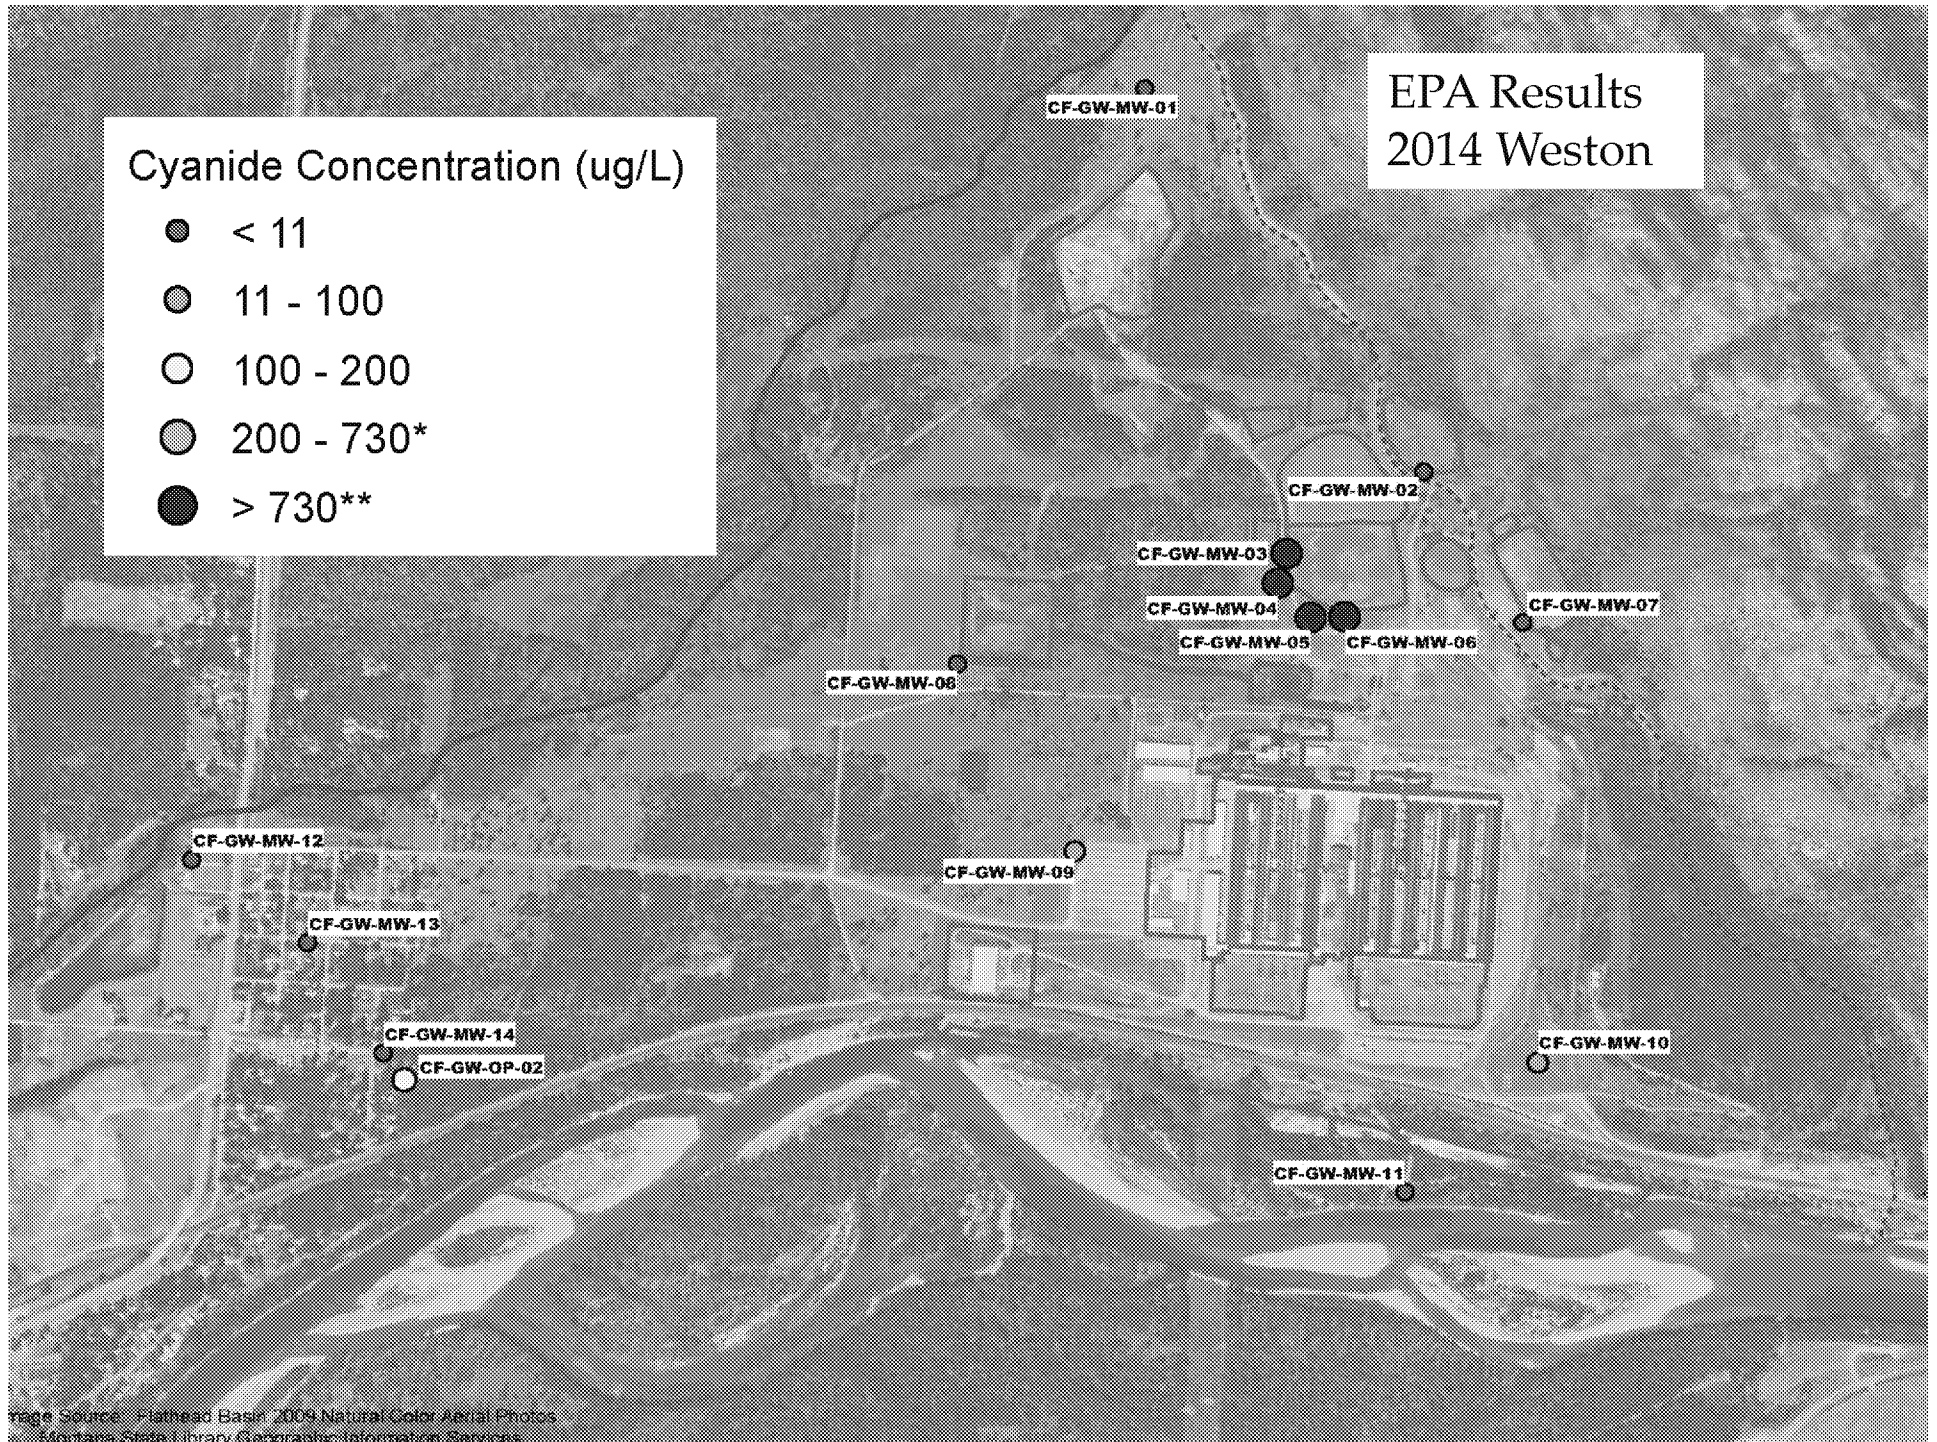 EPA Results
2014 Weston
Cyanide Concentration (ug/L)
< 11
11 - 100
100 - 200
200 - 730*
> 730**
CF-GW-MW-01
CF-GW-MW-02
CF-GW-MW-03
CF-GW-MW-04
CF-GW-MW-05
CF-GW-MW-06
CF-GW-MW-07
CF-GW-MW-08
CF-GW-MW-09
CF-GW-MW-12
CF-GW-MW-13
CF-GW-MW-14
CF-GW-OP-02
CF-GW-MW-10
CF-GW-MW-11
mage Source: Flathead Basin 2009 Natural Color Aerial Photos
Montana State Library Geographic Information Services